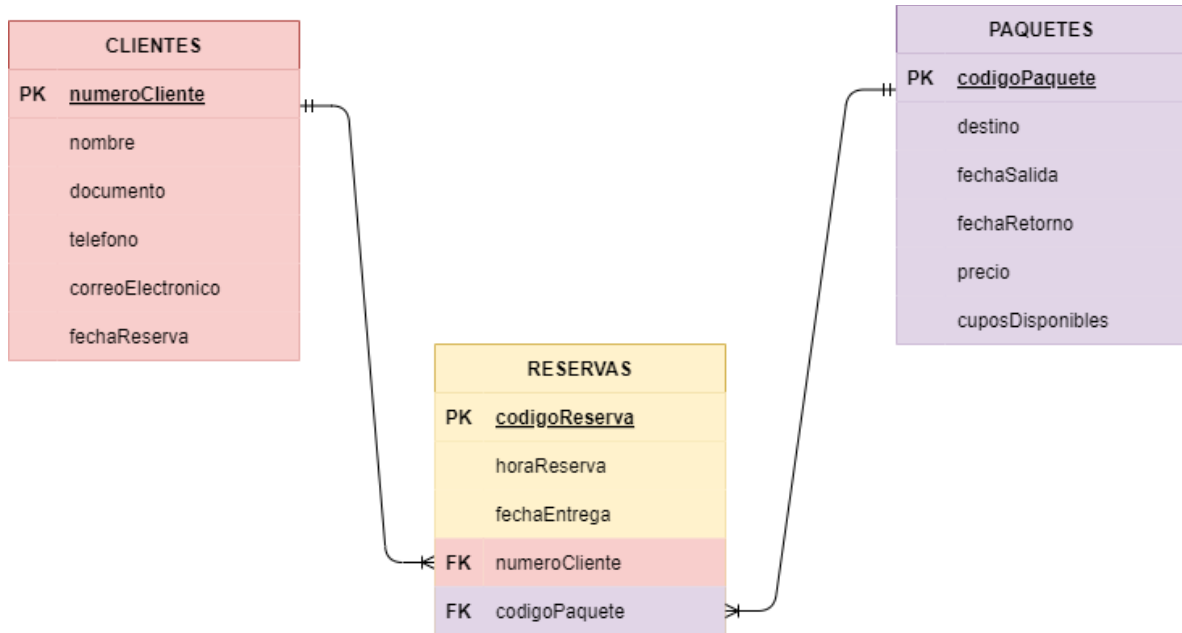 CLIENTES
PK numeroCliente
nombre
documento
telefono
correoElectronico
fechaReserva
PAQUETES
PK codigoPaquete
destino
fechaSalida
fechaRetorno
precio
cuposDisponibles
RESERVAS
PK codigoReserva
horaReserva
fechaEntrega
FK numeroCliente
FK codigoPaquete